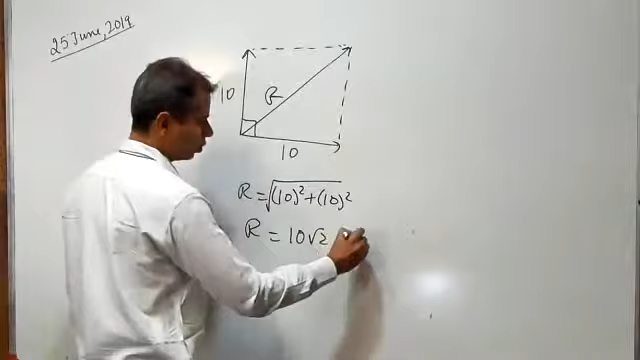 25 June, 2019
10
R
10
R = √(10)² + (10)²
R = 10√2